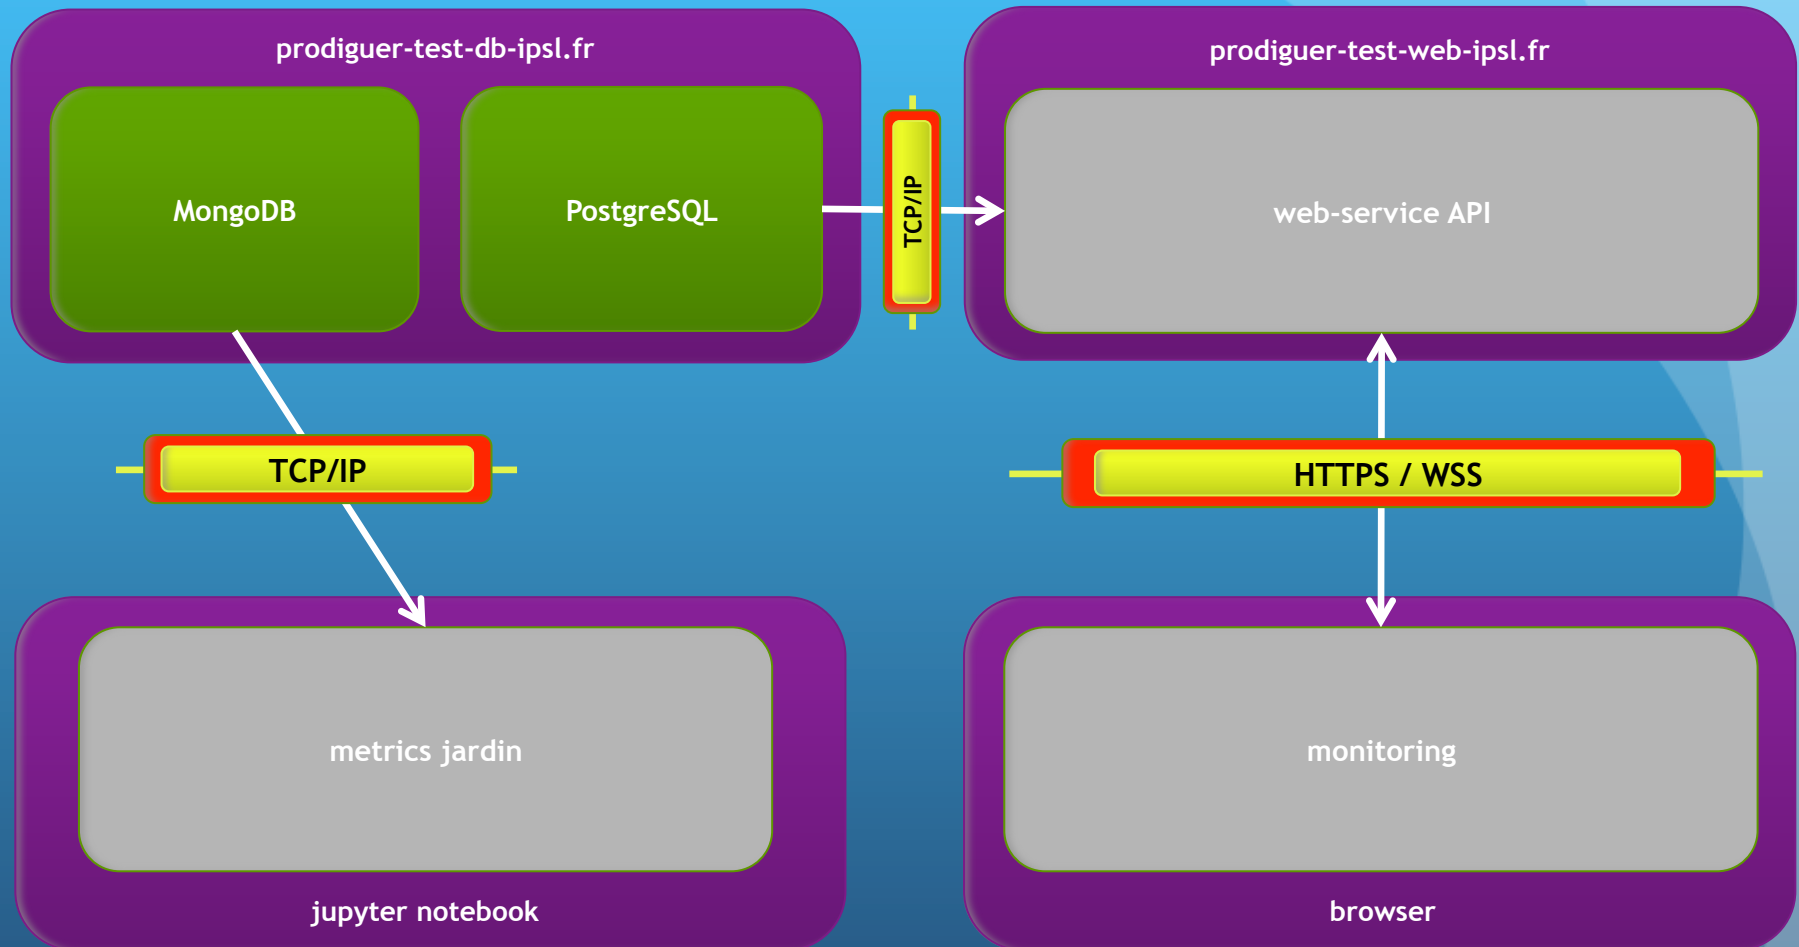 prodiguer-test-db-ipsl.fr
prodiguer-test-web-ipsl.fr
MongoDB
PostgreSQL
TCP/IP
web-service API
TCP/IP
HTTPS / WSS
metrics jardin
monitoring
jupyter notebook
browser